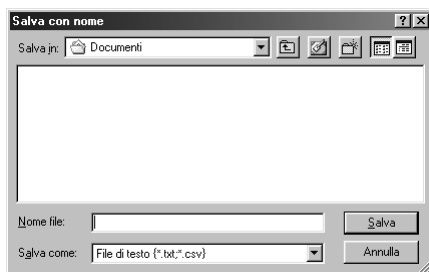 Salva con nome
Salva in: Documenti
Nome file:
Salva
Salva come: File di testo {*.txt;*.csv}
Annulla